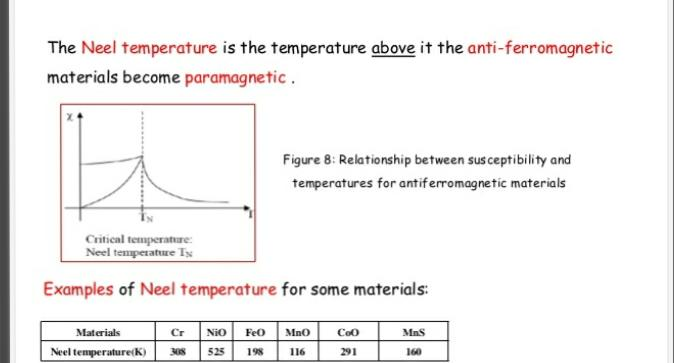 The Neel temperature is the temperature above it the anti-ferromagnetic
materials become paramagnetic .
χ
T_N
T
Critical temperature:
Neel temperature T_N
Figure 8: Relationship between susceptibility and
temperatures for antiferromagnetic materials
Examples of Neel temperature for some materials:
Materials Cr NiO FeO MnO CoO MnS
Neel temperature(K) 308 525 198 116 291 160